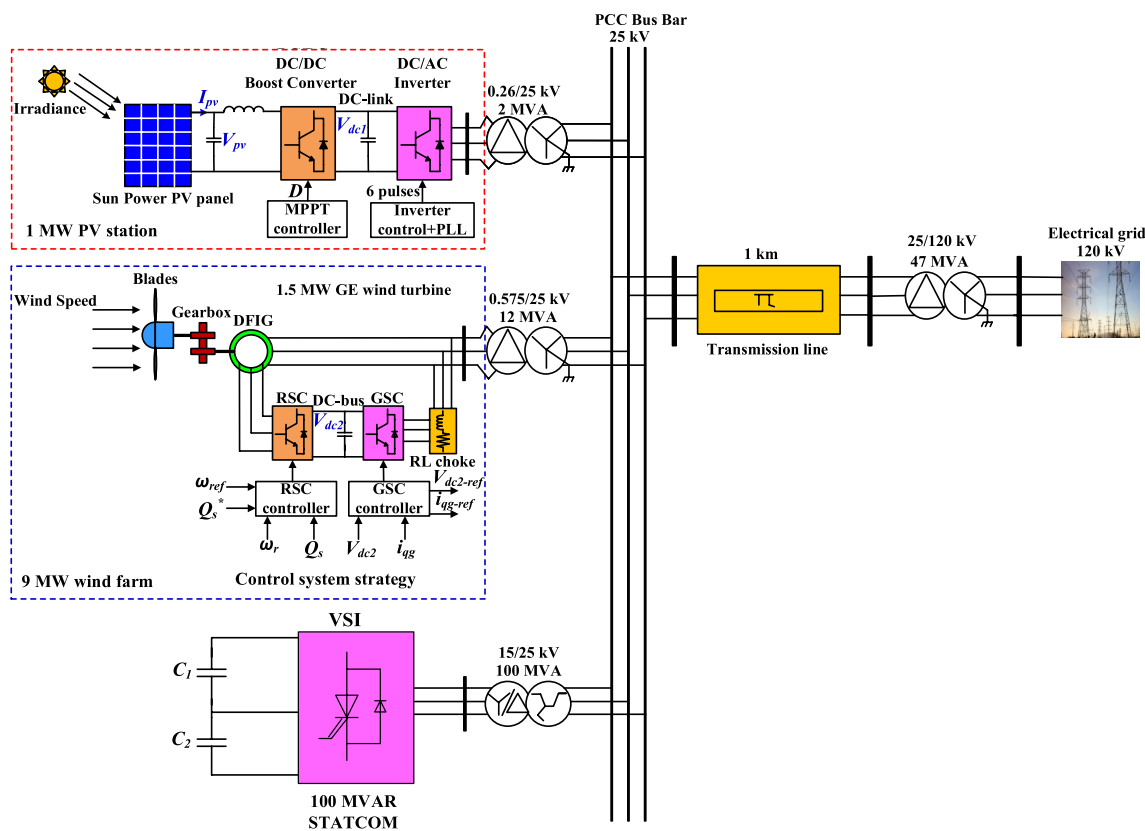 PCC Bus Bar
25 kV
DC/DC
Boost Converter
DC/AC
Inverter
Irradiance
I_pv
DC-link
V_pv
V_dc1
0.26/25 kV
2 MVA
Sun Power PV panel
D
6 pulses
MPPT
controller
Inverter
control+PLL
1 MW PV station
1 km
25/120 kV
47 MVA
Electrical grid
120 kV
Transmission line
Blades
Wind Speed
Gearbox
DFIG
1.5 MW GE wind turbine
0.575/25 kV
12 MVA
RSC
DC-bus
GSC
V_dc2
RL choke
ω_ref
Q_s*
RSC
controller
GSC
controller
V_dc2-ref
i_qg-ref
ω_r
Q_s
V_dc2
i_qg
9 MW wind farm
Control system strategy
VSI
C_1
C_2
15/25 kV
100 MVA
100 MVAR
STATCOM